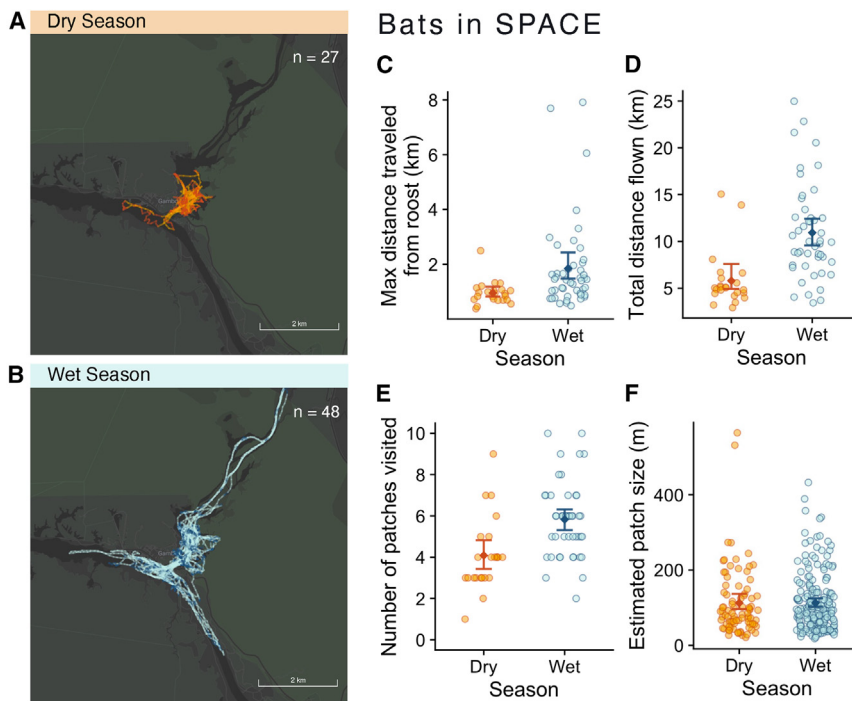 A
Dry Season
n = 27
2 km
B
Wet Season
n = 48
2 km
Bats in SPACE
C
Max distance traveled
from roost (km)
8
6
4
2
Dry
Wet
Season
D
Total distance flown (km)
25
20
15
10
5
Dry
Wet
Season
E
Number of patches visited
10
8
6
4
2
0
Dry
Wet
Season
F
Estimated patch size (m)
400
200
0
Dry
Wet
Season